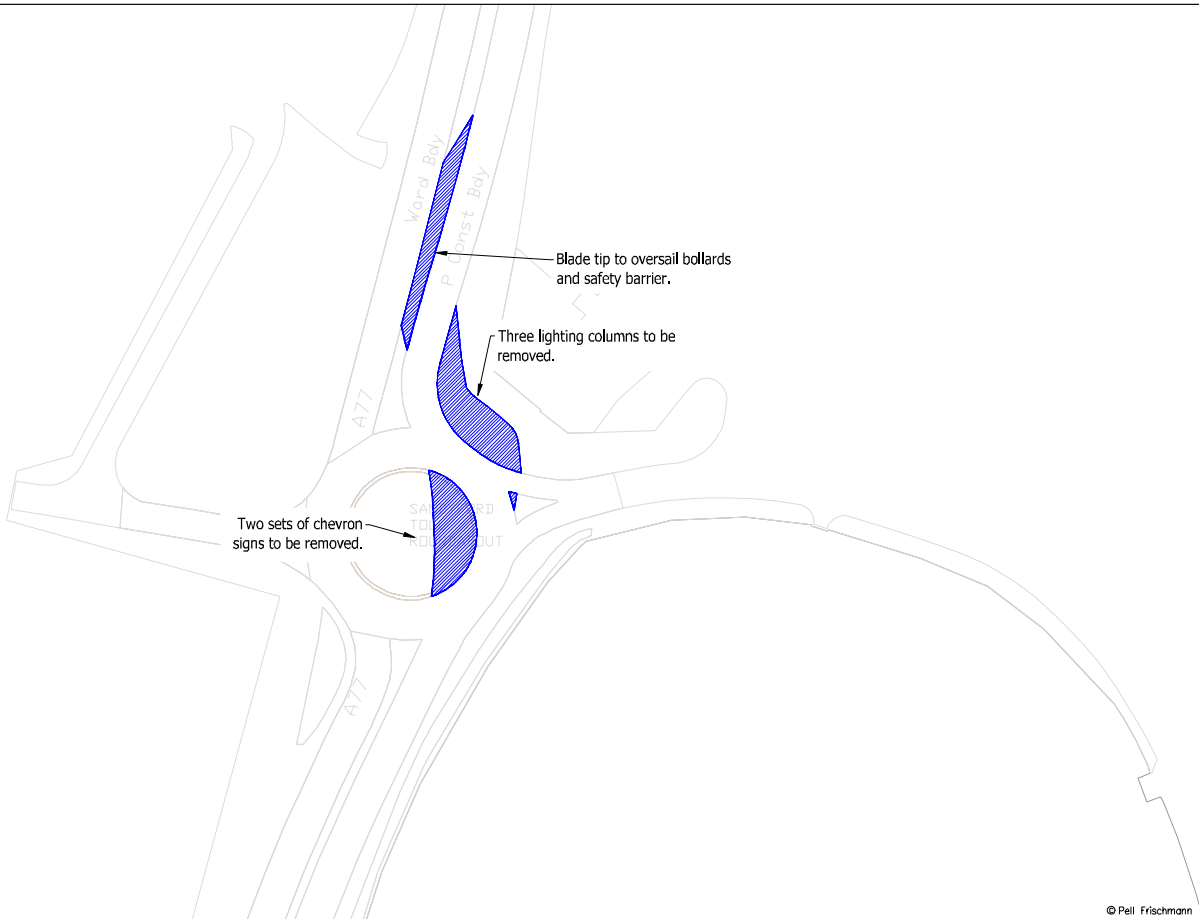 Ward Bdy
P Const Bdy
Blade tip to oversail bollards
and safety barrier.
Three lighting columns to be
removed.
A77
Two sets of chevron
signs to be removed.
A77
© Pell Frischmann